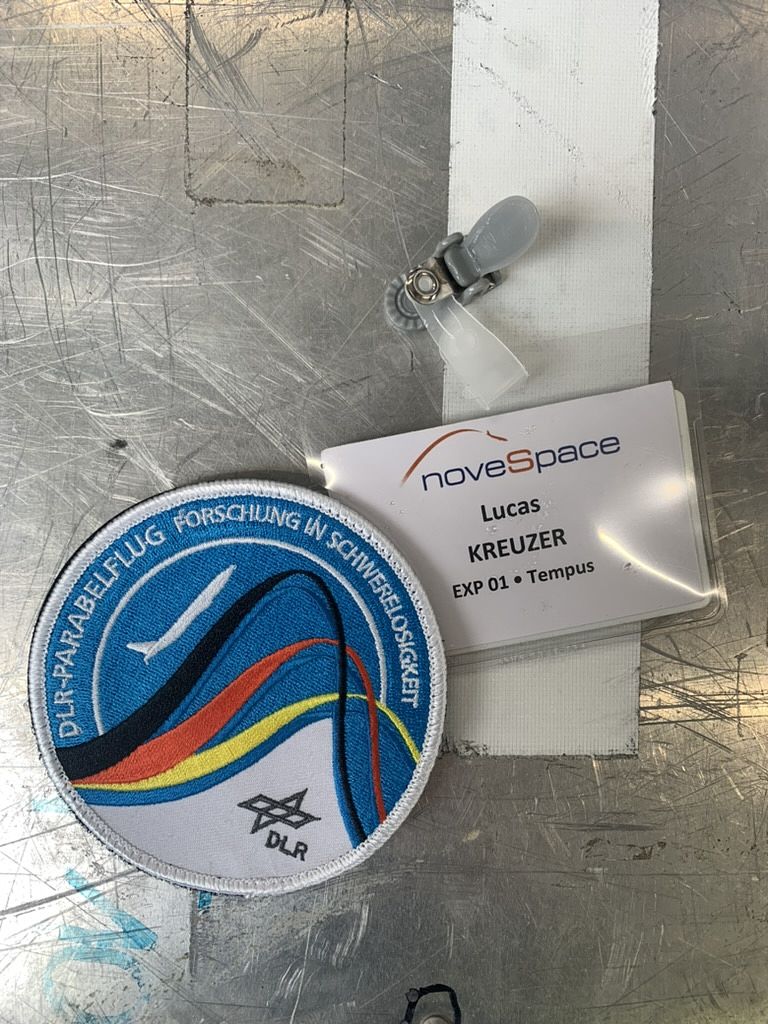 noveSpace
Lucas
KREUZER
EXP 01 • Tempus
DLR-PARABELFLUG FORSCHUNG IN SCHWERELOSIGKEIT
DLR